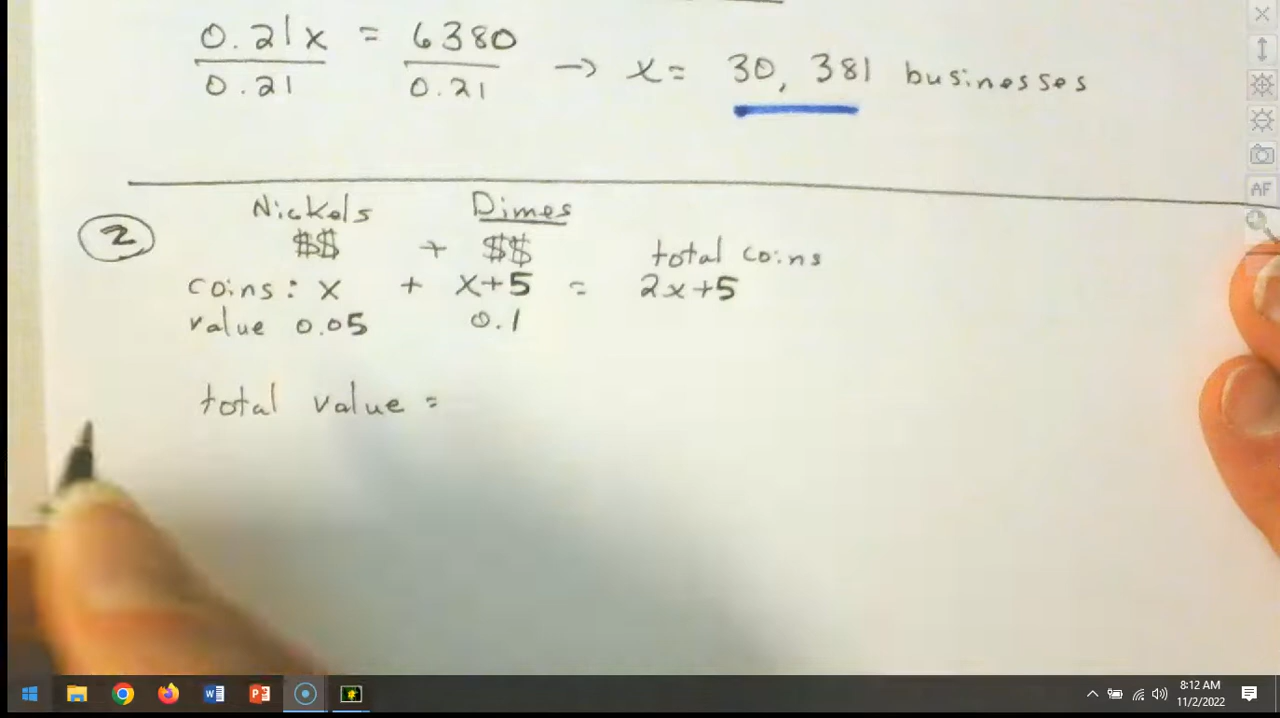 0.21x = 6380
0.21 0.21 → x = 30, 381 businesses
2 Nickels Dimes
$$ + $$ total coins
coins: x + x+5 = 2x+5
value 0.05 0.1
total value =
AF
8:12 AM
11/2/2022